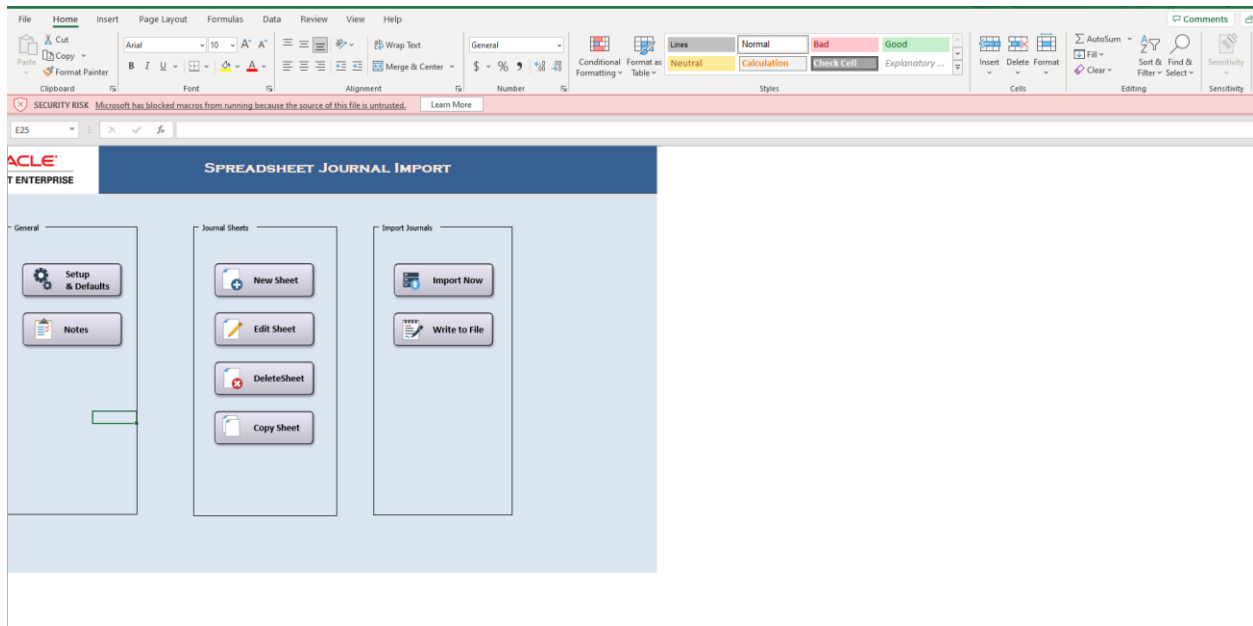 File Home Insert Page Layout Formulas Data Review View Help Comments
Cut
Copy
Paste
Format Painter
Clipboard
Arial 10 A^ Aˇ
B I U A
Font
Wrap Text
Merge & Center
Alignment
General
$ % ,
Number
Conditional Formatting
Format as Table
Lines Normal Bad Good
Neutral Calculation Check Cell Explanatory ...
Styles
Insert Delete Format
Cells
AutoSum
Fill
Clear
Sort & Filter
Find & Select
Editing
Sensitivity
Sensitivity
SECURITY RISK Microsoft has blocked macros from running because the source of this file is untrusted. Learn More
E25 fx
ACLE
T ENTERPRISE
SPREADSHEET JOURNAL IMPORT
General
Setup
& Defaults
Notes
Journal Sheets
New Sheet
Edit Sheet
DeleteSheet
Copy Sheet
Import Journals
Import Now
Write to File